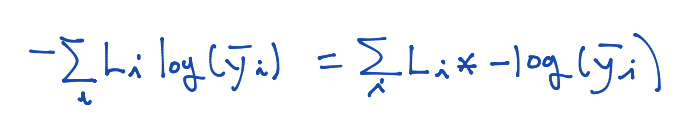 -∑ᵢ Lᵢ log(ȳᵢ) = ∑ᵢ Lᵢ * -log(ȳᵢ)